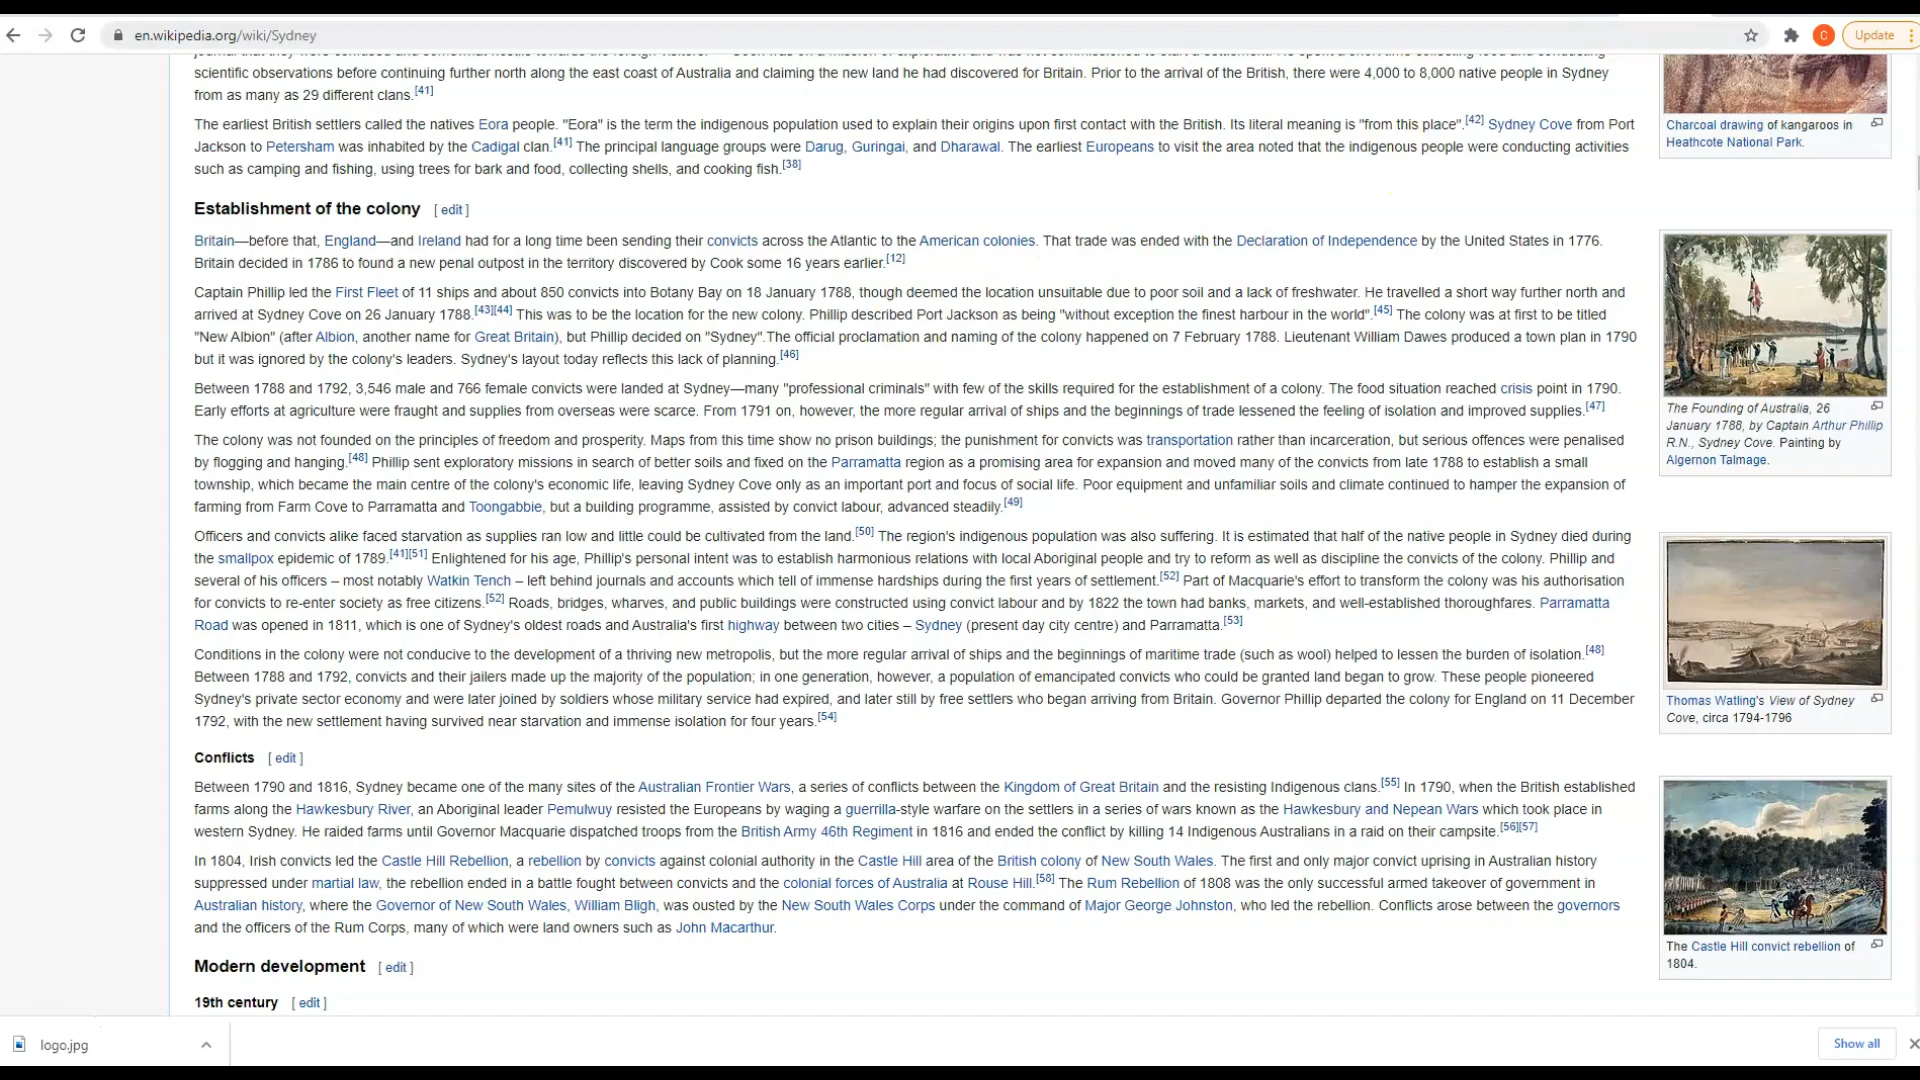 en.wikipedia.org/wiki/Sydney
C
Update
scientific observations before continuing further north along the east coast of Australia and claiming the new land he had discovered for Britain. Prior to the arrival of the British, there were 4,000 to 8,000 native people in Sydney
from as many as 29 different clans.[41]
The earliest British settlers called the natives Eora people. "Eora" is the term the indigenous population used to explain their origins upon first contact with the British. Its literal meaning is "from this place".[42] Sydney Cove from Port
Jackson to Petersham was inhabited by the Cadigal clan.[41] The principal language groups were Darug, Guringai, and Dharawal. The earliest Europeans to visit the area noted that the indigenous people were conducting activities
such as camping and fishing, using trees for bark and food, collecting shells, and cooking fish.[38]
Charcoal drawing of kangaroos in
Heathcote National Park.
Establishment of the colony [ edit ]
Britain—before that, England—and Ireland had for a long time been sending their convicts across the Atlantic to the American colonies. That trade was ended with the Declaration of Independence by the United States in 1776.
Britain decided in 1786 to found a new penal outpost in the territory discovered by Cook some 16 years earlier.[12]
Captain Phillip led the First Fleet of 11 ships and about 850 convicts into Botany Bay on 18 January 1788, though deemed the location unsuitable due to poor soil and a lack of freshwater. He travelled a short way further north and
arrived at Sydney Cove on 26 January 1788.[43][44] This was to be the location for the new colony. Phillip described Port Jackson as being "without exception the finest harbour in the world".[45] The colony was at first to be titled
"New Albion" (after Albion, another name for Great Britain), but Phillip decided on "Sydney".The official proclamation and naming of the colony happened on 7 February 1788. Lieutenant William Dawes produced a town plan in 1790
but it was ignored by the colony's leaders. Sydney's layout today reflects this lack of planning.[46]
Between 1788 and 1792, 3,546 male and 766 female convicts were landed at Sydney—many "professional criminals" with few of the skills required for the establishment of a colony. The food situation reached crisis point in 1790.
Early efforts at agriculture were fraught and supplies from overseas were scarce. From 1791 on, however, the more regular arrival of ships and the beginnings of trade lessened the feeling of isolation and improved supplies.[47]
The colony was not founded on the principles of freedom and prosperity. Maps from this time show no prison buildings; the punishment for convicts was transportation rather than incarceration, but serious offences were penalised
by flogging and hanging.[48] Phillip sent exploratory missions in search of better soils and fixed on the Parramatta region as a promising area for expansion and moved many of the convicts from late 1788 to establish a small
township, which became the main centre of the colony's economic life, leaving Sydney Cove only as an important port and focus of social life. Poor equipment and unfamiliar soils and climate continued to hamper the expansion of
farming from Farm Cove to Parramatta and Toongabbie, but a building programme, assisted by convict labour, advanced steadily.[49]
The Founding of Australia, 26
January 1788, by Captain Arthur Phillip
R.N., Sydney Cove. Painting by
Algernon Talmage.
Officers and convicts alike faced starvation as supplies ran low and little could be cultivated from the land.[50] The region's indigenous population was also suffering. It is estimated that half of the native people in Sydney died during
the smallpox epidemic of 1789.[41][51] Enlightened for his age, Phillip's personal intent was to establish harmonious relations with local Aboriginal people and try to reform as well as discipline the convicts of the colony. Phillip and
several of his officers – most notably Watkin Tench – left behind journals and accounts which tell of immense hardships during the first years of settlement.[52] Part of Macquarie's effort to transform the colony was his authorisation
for convicts to re-enter society as free citizens.[52] Roads, bridges, wharves, and public buildings were constructed using convict labour and by 1822 the town had banks, markets, and well-established thoroughfares. Parramatta
Road was opened in 1811, which is one of Sydney's oldest roads and Australia's first highway between two cities – Sydney (present day city centre) and Parramatta.[53]
Conditions in the colony were not conducive to the development of a thriving new metropolis, but the more regular arrival of ships and the beginnings of maritime trade (such as wool) helped to lessen the burden of isolation.[48]
Between 1788 and 1792, convicts and their jailers made up the majority of the population; in one generation, however, a population of emancipated convicts who could be granted land began to grow. These people pioneered
Sydney's private sector economy and were later joined by soldiers whose military service had expired, and later still by free settlers who began arriving from Britain. Governor Phillip departed the colony for England on 11 December
1792, with the new settlement having survived near starvation and immense isolation for four years.[54]
Thomas Watling's View of Sydney
Cove, circa 1794-1796
Conflicts [ edit ]
Between 1790 and 1816, Sydney became one of the many sites of the Australian Frontier Wars, a series of conflicts between the Kingdom of Great Britain and the resisting Indigenous clans.[55] In 1790, when the British established
farms along the Hawkesbury River, an Aboriginal leader Pemulwuy resisted the Europeans by waging a guerrilla-style warfare on the settlers in a series of wars known as the Hawkesbury and Nepean Wars which took place in
western Sydney. He raided farms until Governor Macquarie dispatched troops from the British Army 46th Regiment in 1816 and ended the conflict by killing 14 Indigenous Australians in a raid on their campsite.[56][57]
In 1804, Irish convicts led the Castle Hill Rebellion, a rebellion by convicts against colonial authority in the Castle Hill area of the British colony of New South Wales. The first and only major convict uprising in Australian history
suppressed under martial law, the rebellion ended in a battle fought between convicts and the colonial forces of Australia at Rouse Hill.[58] The Rum Rebellion of 1808 was the only successful armed takeover of government in
Australian history, where the Governor of New South Wales, William Bligh, was ousted by the New South Wales Corps under the command of Major George Johnston, who led the rebellion. Conflicts arose between the governors
and the officers of the Rum Corps, many of which were land owners such as John Macarthur.
The Castle Hill convict rebellion of
1804.
Modern development [ edit ]
19th century [ edit ]
logo.jpg
Show all